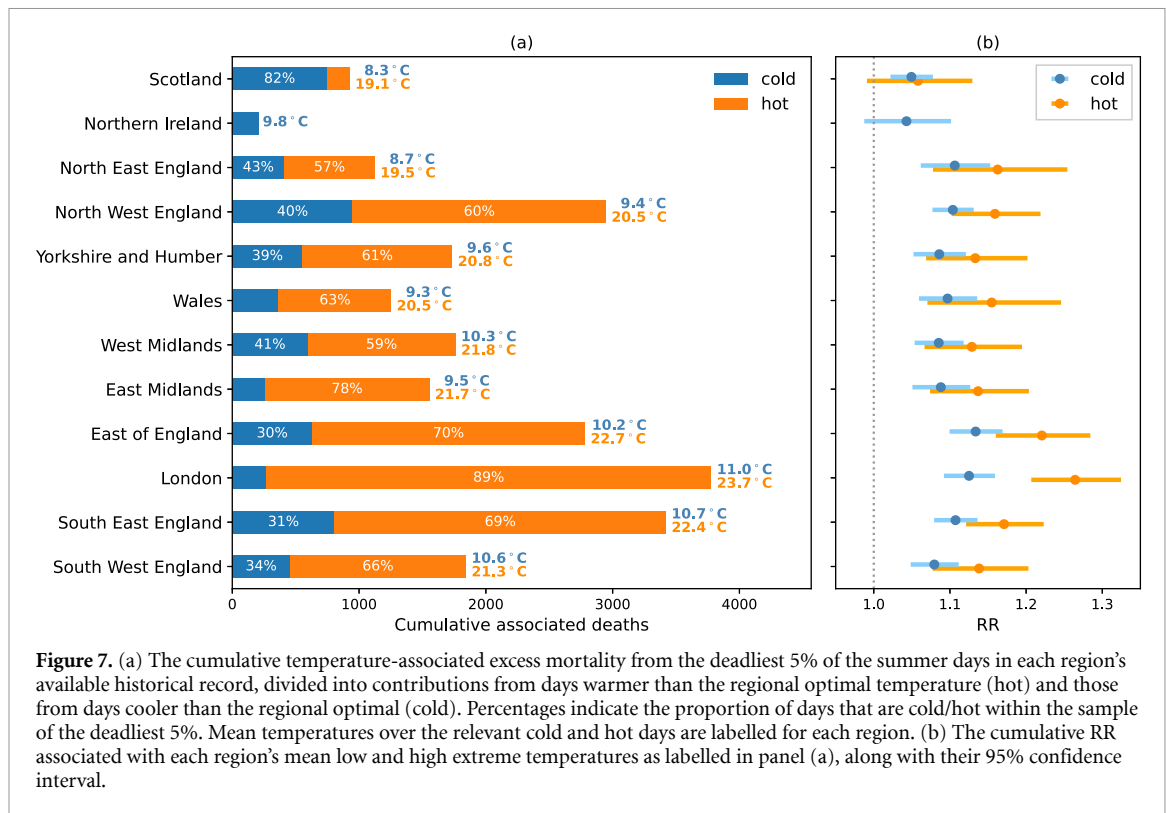 (a)
(b)
Scotland
82%
8.3°C
19.1°C
cold
hot
cold
hot
Northern Ireland
9.8°C
North East England
43%
57%
8.7°C
19.5°C
North West England
40%
60%
9.4°C
20.5°C
Yorkshire and Humber
39%
61%
9.6°C
20.8°C
Wales
63%
9.3°C
20.5°C
West Midlands
41%
59%
10.3°C
21.8°C
East Midlands
78%
9.5°C
21.7°C
East of England
30%
70%
10.2°C
22.7°C
London
89%
11.0°C
23.7°C
South East England
31%
69%
10.7°C
22.4°C
South West England
34%
66%
10.6°C
21.3°C
0 1000 2000 3000 4000
Cumulative associated deaths
1.0 1.1 1.2 1.3
RR
Figure 7. (a) The cumulative temperature-associated excess mortality from the deadliest 5% of the summer days in each region's
available historical record, divided into contributions from days warmer than the regional optimal temperature (hot) and those
from days cooler than the regional optimal (cold). Percentages indicate the proportion of days that are cold/hot within the sample
of the deadliest 5%. Mean temperatures over the relevant cold and hot days are labelled for each region. (b) The cumulative RR
associated with each region's mean low and high extreme temperatures as labelled in panel (a), along with their 95% confidence
interval.